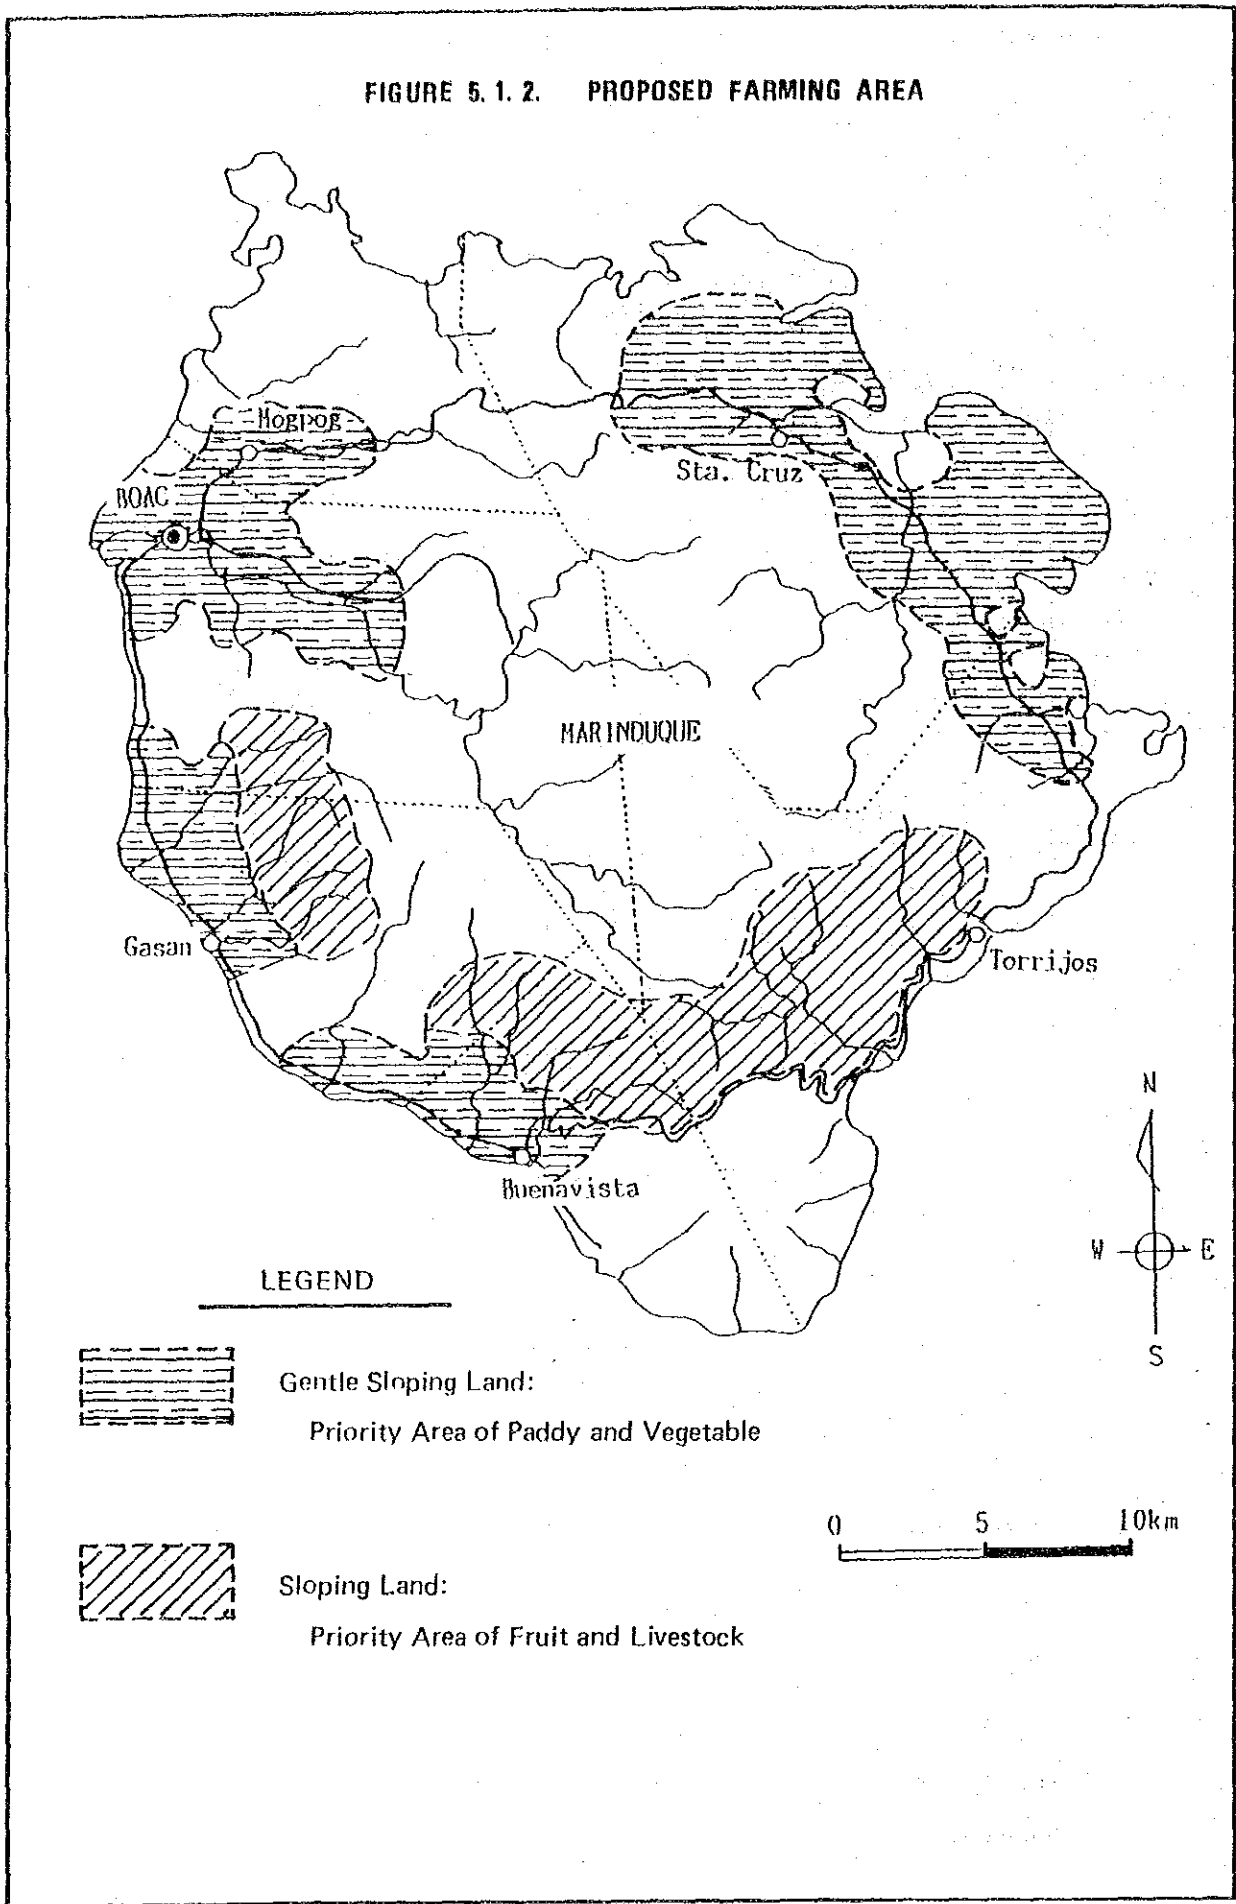 FIGURE 5. 1. 2. PROPOSED FARMING AREA
Mogpog
BOAC
Sta. Cruz
MARINDUQUE
Gasan
Torrijos
Buenavista
N
W E
S
LEGEND
Gentle Sloping Land:
Priority Area of Paddy and Vegetable
0 5 10km
Sloping Land:
Priority Area of Fruit and Livestock